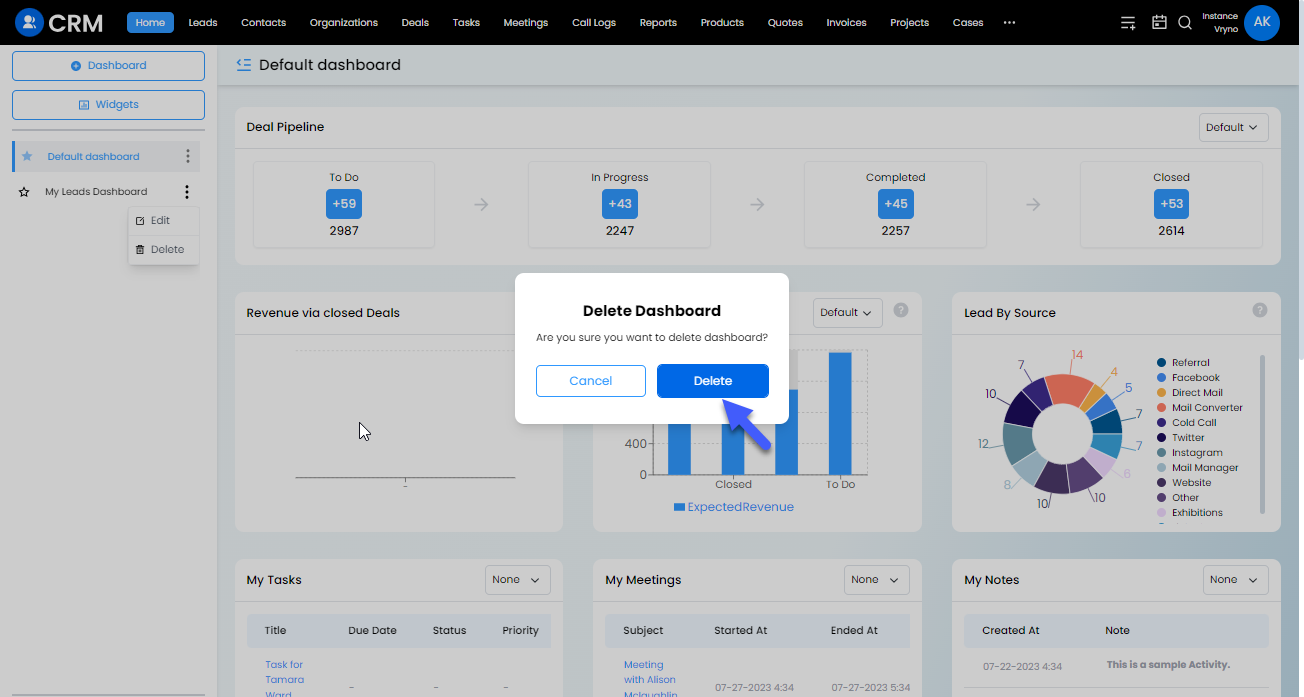 CRM
Home Leads Contacts Organizations Deals Tasks Meetings Call Logs Reports Products Quotes Invoices Projects Cases ...
Instance
Vryno
AK
Dashboard
Widgets
Default dashboard
My Leads Dashboard
Edit
Delete
Default dashboard
Deal Pipeline
Default
To Do
+59
2987
In Progress
+43
2247
Completed
+45
2257
Closed
+53
2614
Delete Dashboard
Are you sure you want to delete dashboard?
Cancel
Delete
Revenue via closed Deals
-
Default
?
400
0
Closed
To Do
ExpectedRevenue
Lead By Source
?
14
4
5
7
7
6
10
10
8
12
10
7
Referral
Facebook
Direct Mail
Mail Converter
Cold Call
Twitter
Instagram
Mail Manager
Website
Other
Exhibitions
My Tasks
None
Title Due Date Status Priority
Task for
Tamara
Ward
- - -
My Meetings
None
Subject Started At Ended At
Meeting
with Alison
Mclaughlin
07-27-2023 4:34 07-27-2023 5:34
My Notes
None
Created At Note
07-22-2023 4:34 This is a sample Activity.